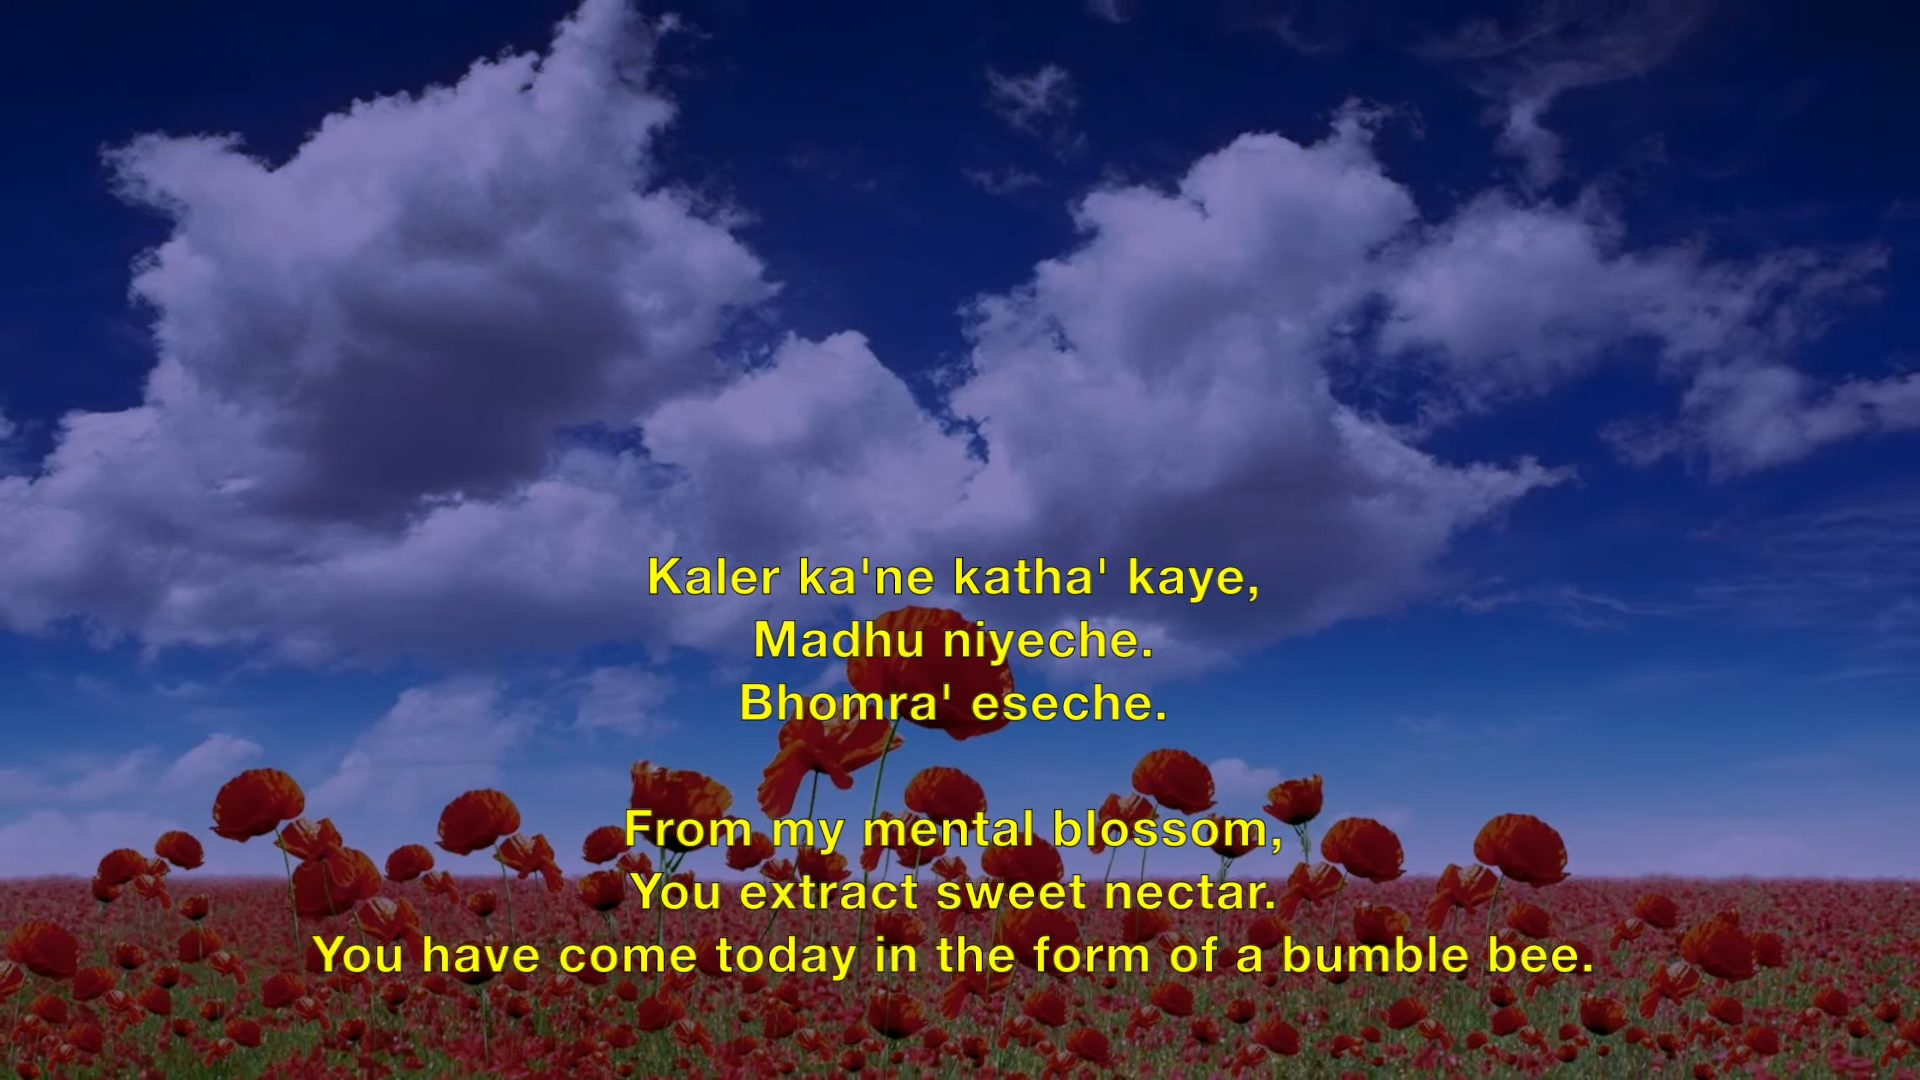 Kaler ka'ne katha' kaye,
Madhu niyeche.
Bhomra' eseche.
From my mental blossom,
You extract sweet nectar.
You have come today in the form of a bumble bee.